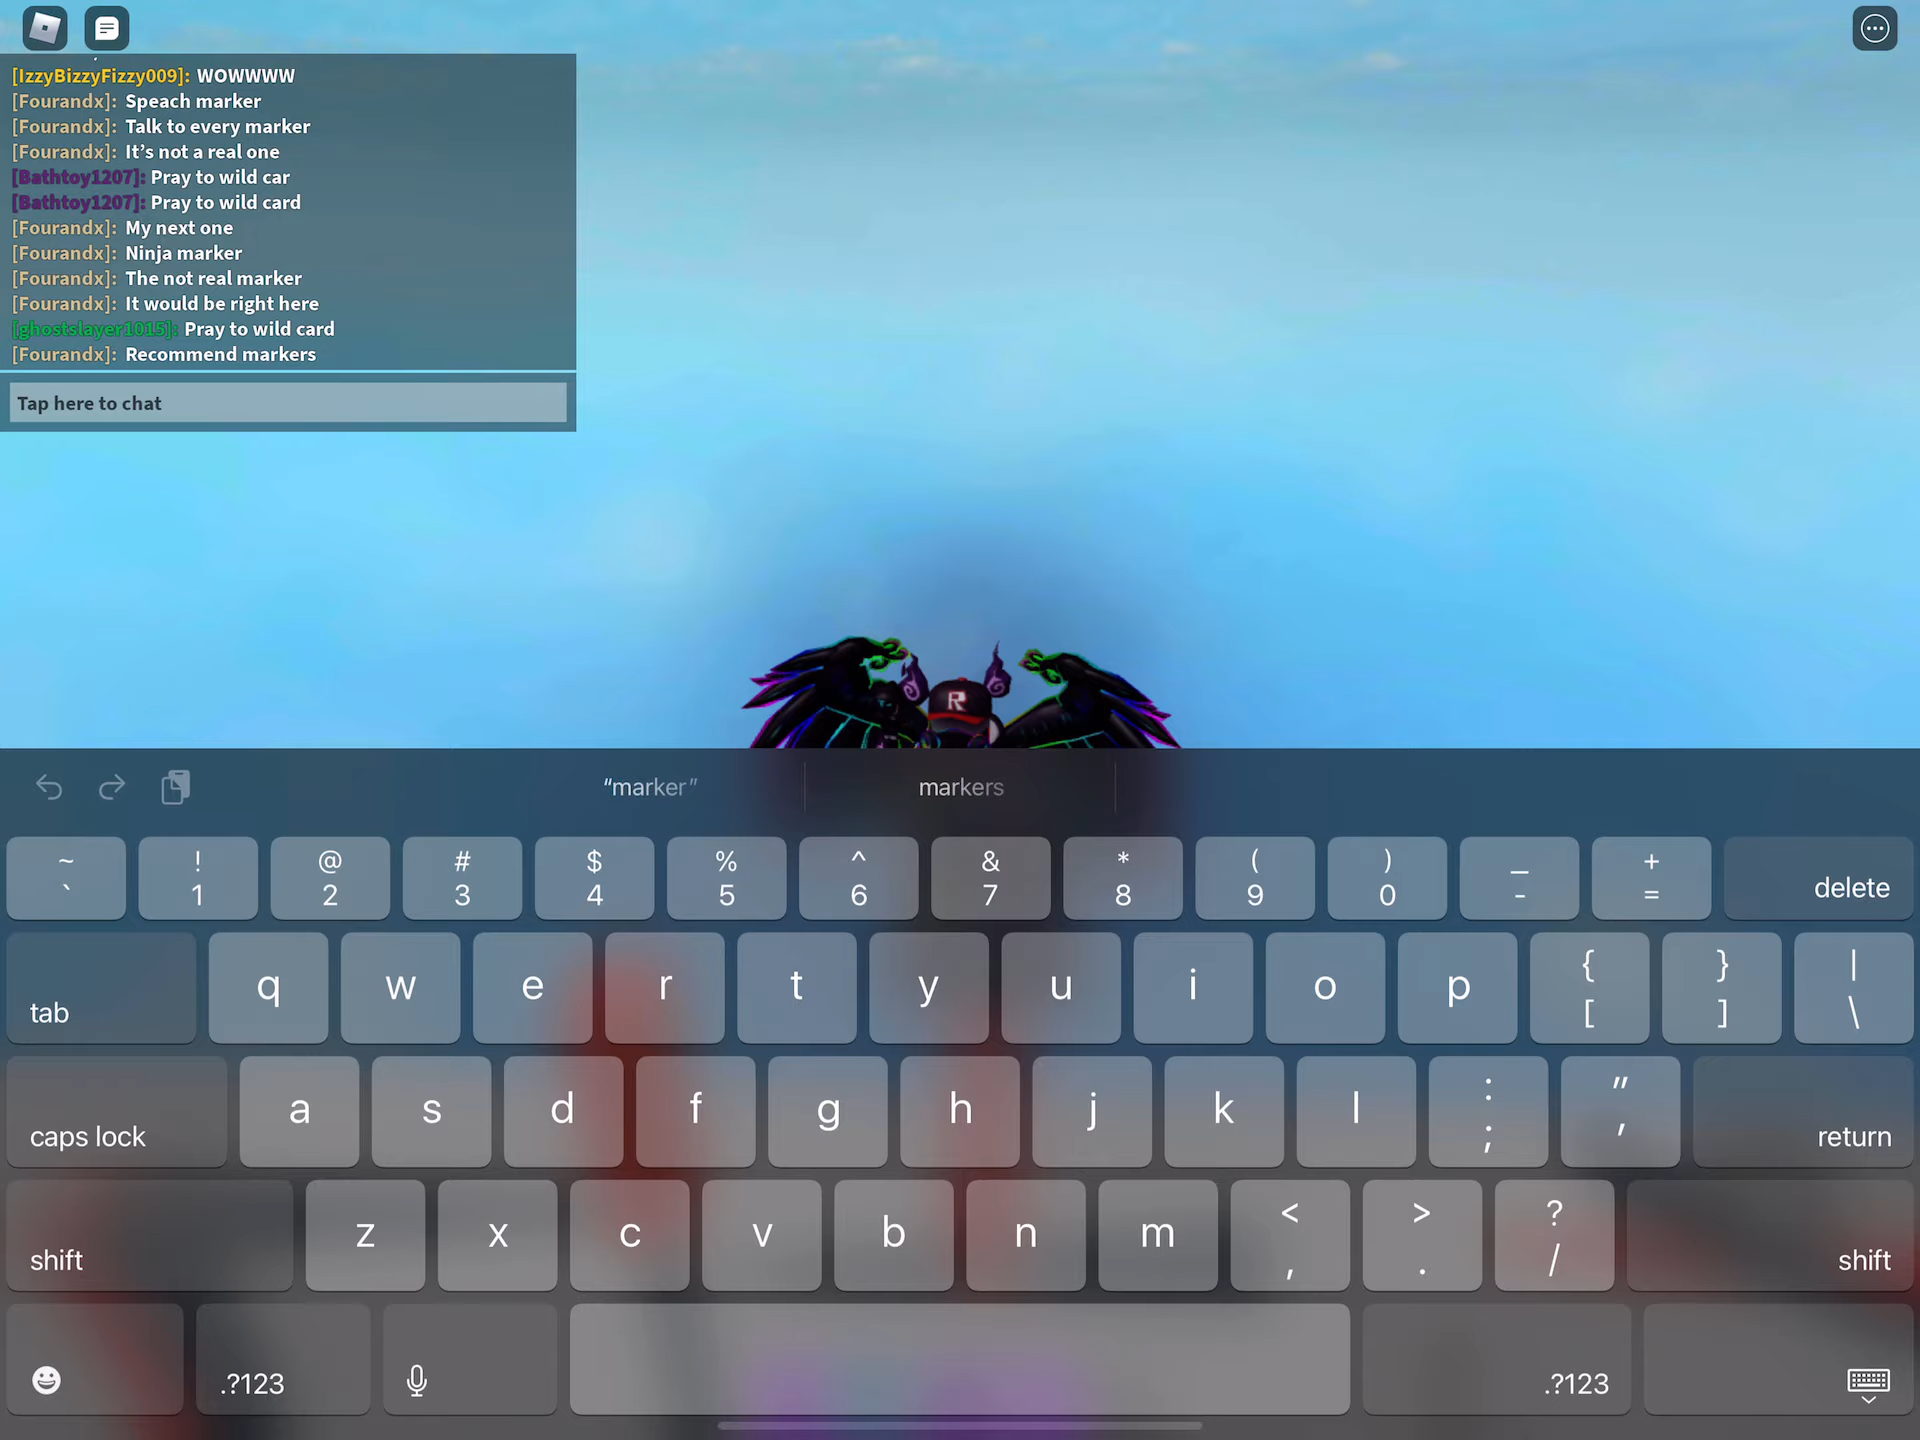 [IzzyBizzyFizzy009]: WOWWWW
[Fourandx]: Speach marker
[Fourandx]: Talk to every marker
[Fourandx]: It’s not a real one
[Bathtoy1207]: Pray to wild car
[Bathtoy1207]: Pray to wild card
[Fourandx]: My next one
[Fourandx]: Ninja marker
[Fourandx]: The not real marker
[Fourandx]: It would be right here
[ghostslayer1015]: Pray to wild card
[Fourandx]: Recommend markers
Tap here to chat
R
“marker” markers
~ ! @ # $ % ^ & * ( ) _ +
` 1 2 3 4 5 6 7 8 9 0 - = delete
tab q w e r t y u i o p { [ } ] | \
caps lock a s d f g h j k l : ; " ' return
shift z x c v b n m < , > . ? / shift
.?123 .?123